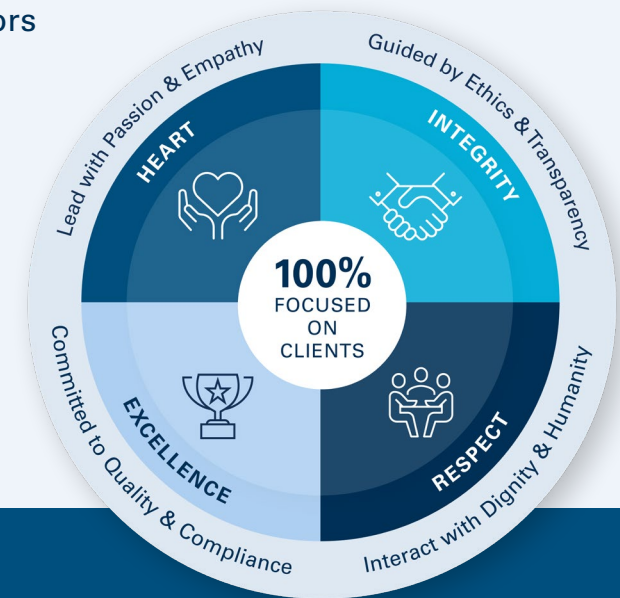 ors
Lead with Passion & Empathy
HEART
Guided by Ethics & Transparency
INTEGRITY
100%
FOCUSED
ON
CLIENTS
Committed to Quality & Compliance
EXCELLENCE
Interact with Dignity & Humanity
RESPECT